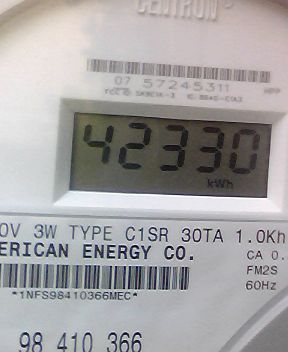 CENTRON®
07 57245311
42330
kWh
0V 3W TYPE C1SR 30TA 1.0Kh
ERICAN ENERGY CO.
CA 0.
FM2S
*1NFS98410366MEC*
60Hz
98 410 366